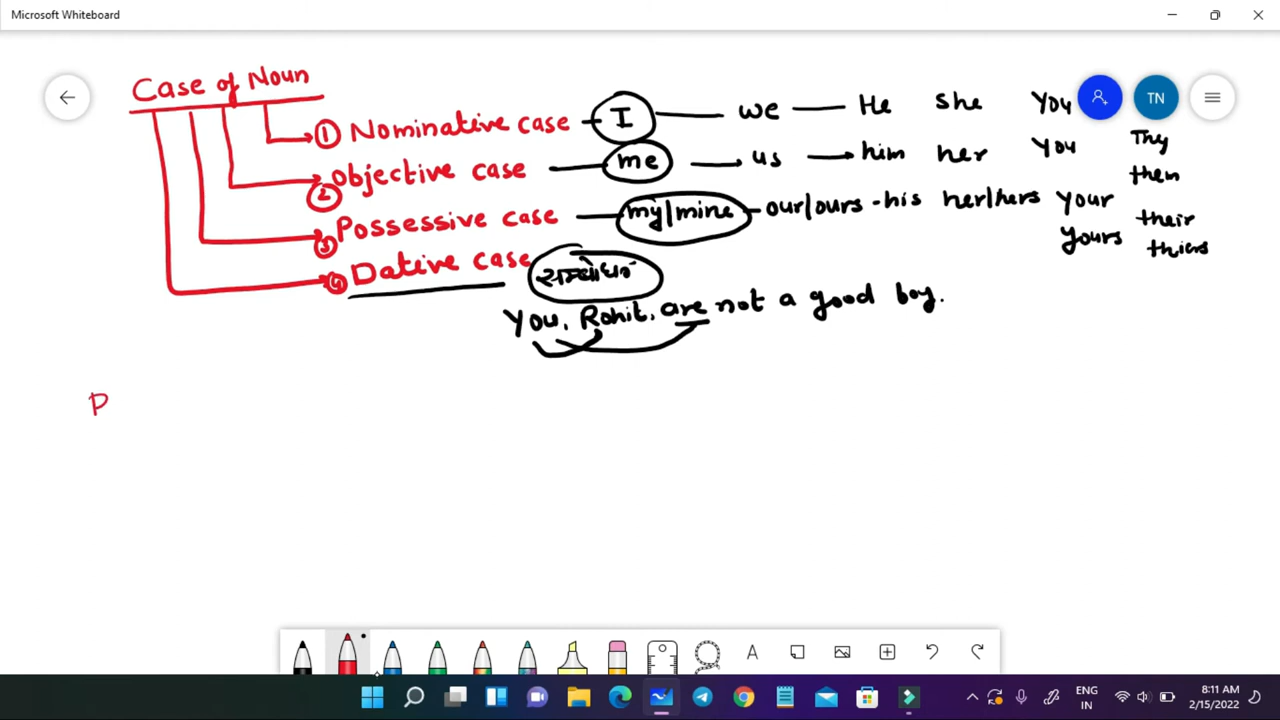 Microsoft Whiteboard
Case of Noun
① Nominative case - I — we — He she You
TN
② Objective case — me → us → him her You
They
them
③ Possessive case — my/mine - our/ours - his her/hers your
yours
their
thiers
④ Dative case
You, Rohit, are not a good boy.
P
A
ENG
IN
8:11 AM
2/15/2022